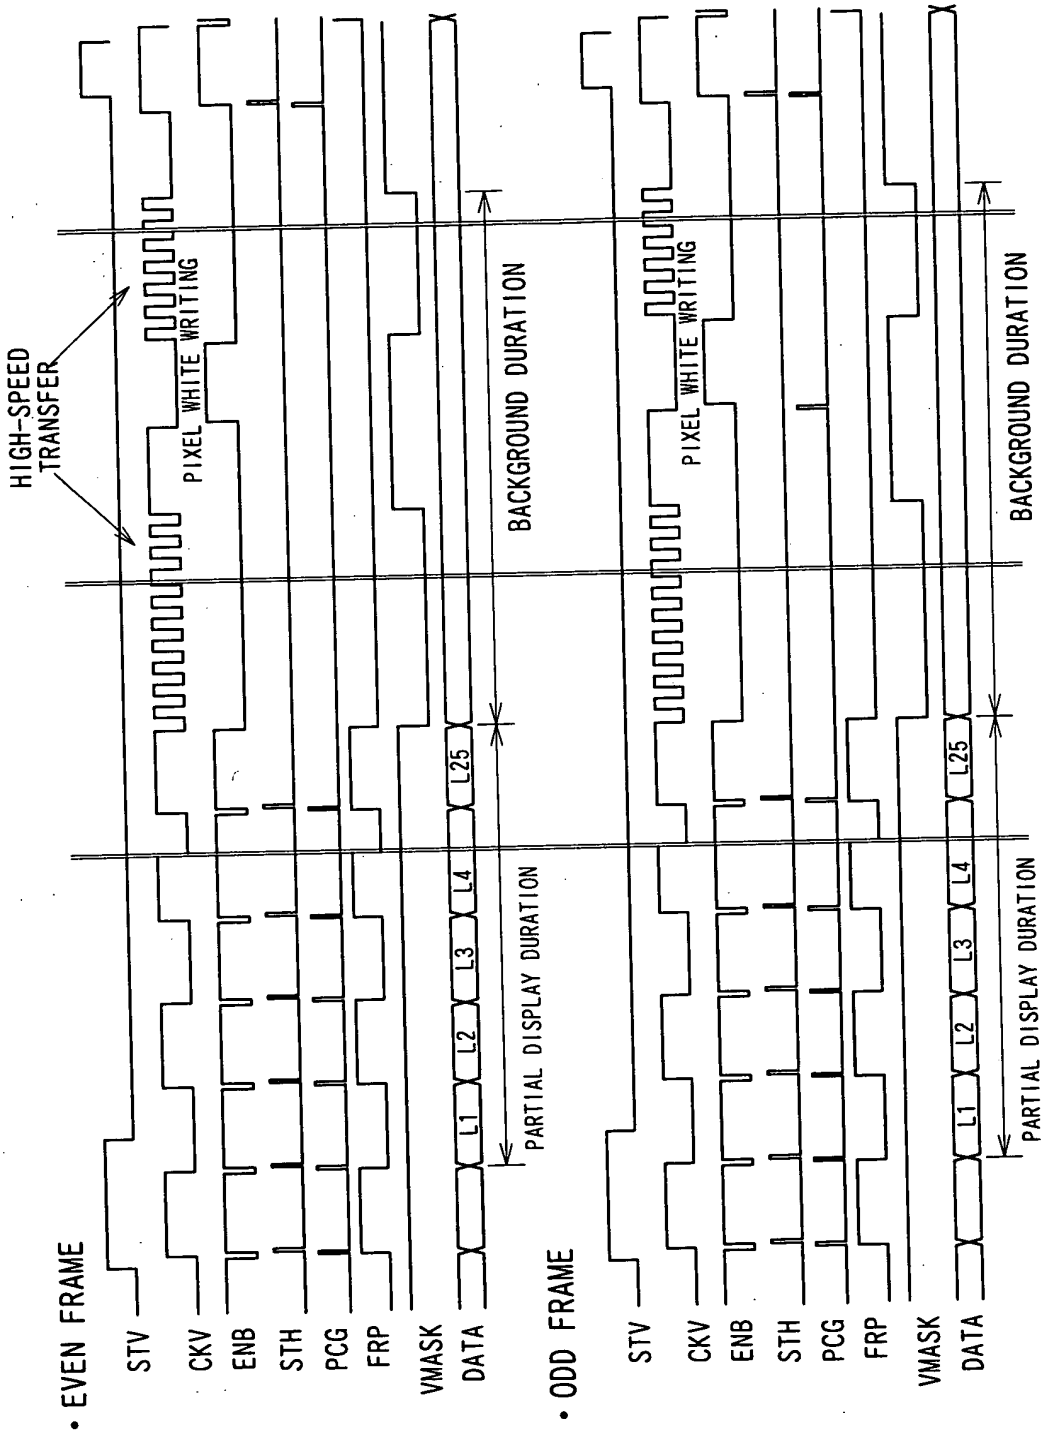 • EVEN FRAME
STV
CKV
ENB
STH
PCG
FRP
VMASK
DATA
L1
L2
L3
L4
L25
HIGH-SPEED
TRANSFER
PIXEL WHITE WRITING
PARTIAL DISPLAY DURATION
BACKGROUND DURATION
• ODD FRAME
STV
CKV
ENB
STH
PCG
FRP
VMASK
DATA
L1
L2
L3
L4
L25
PIXEL WHITE WRITING
PARTIAL DISPLAY DURATION
BACKGROUND DURATION